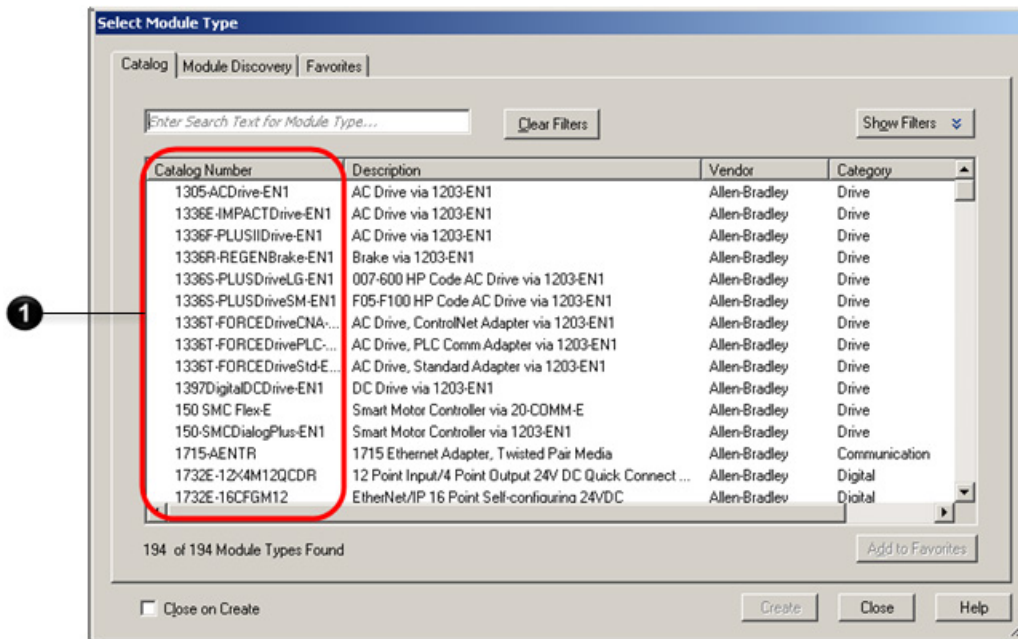 Select Module Type
Catalog Module Discovery Favorites
Enter Search Text for Module Type... Clear Filters Show Filters
Catalog Number Description Vendor Category
1305-ACDrive-EN1 AC Drive via 1203-EN1 Allen-Bradley Drive
1336E-IMPACTDrive-EN1 AC Drive via 1203-EN1 Allen-Bradley Drive
1336F-PLUSIIDrive-EN1 AC Drive via 1203-EN1 Allen-Bradley Drive
1336R-REGENBrake-EN1 Brake via 1203-EN1 Allen-Bradley Drive
1336S-PLUSDriveLG-EN1 007-600 HP Code AC Drive via 1203-EN1 Allen-Bradley Drive
1336S-PLUSDriveSM-EN1 F05-F100 HP Code AC Drive via 1203-EN1 Allen-Bradley Drive
1 1336T-FORCEDriveCNA-... AC Drive, ControlNet Adapter via 1203-EN1 Allen-Bradley Drive
1336T-FORCEDrivePLC-... AC Drive, PLC Comm Adapter via 1203-EN1 Allen-Bradley Drive
1336T-FORCEDriveStd-E... AC Drive, Standard Adapter via 1203-EN1 Allen-Bradley Drive
1397DigitalDCDrive-EN1 DC Drive via 1203-EN1 Allen-Bradley Drive
150 SMC Flex-E Smart Motor Controller via 20-COMM-E Allen-Bradley Drive
150-SMCDialogPlus-EN1 Smart Motor Controller via 1203-EN1 Allen-Bradley Drive
1715-AENTR 1715 Ethernet Adapter, Twisted Pair Media Allen-Bradley Communication
1732E-12X4M12QCDR 12 Point Input/4 Point Output 24V DC Quick Connect ... Allen-Bradley Digital
1732E-16CFGM12 EtherNet/IP 16 Point Self-configuring 24VDC Allen-Bradley Digital
194 of 194 Module Types Found Add to Favorites
Close on Create Create Close Help